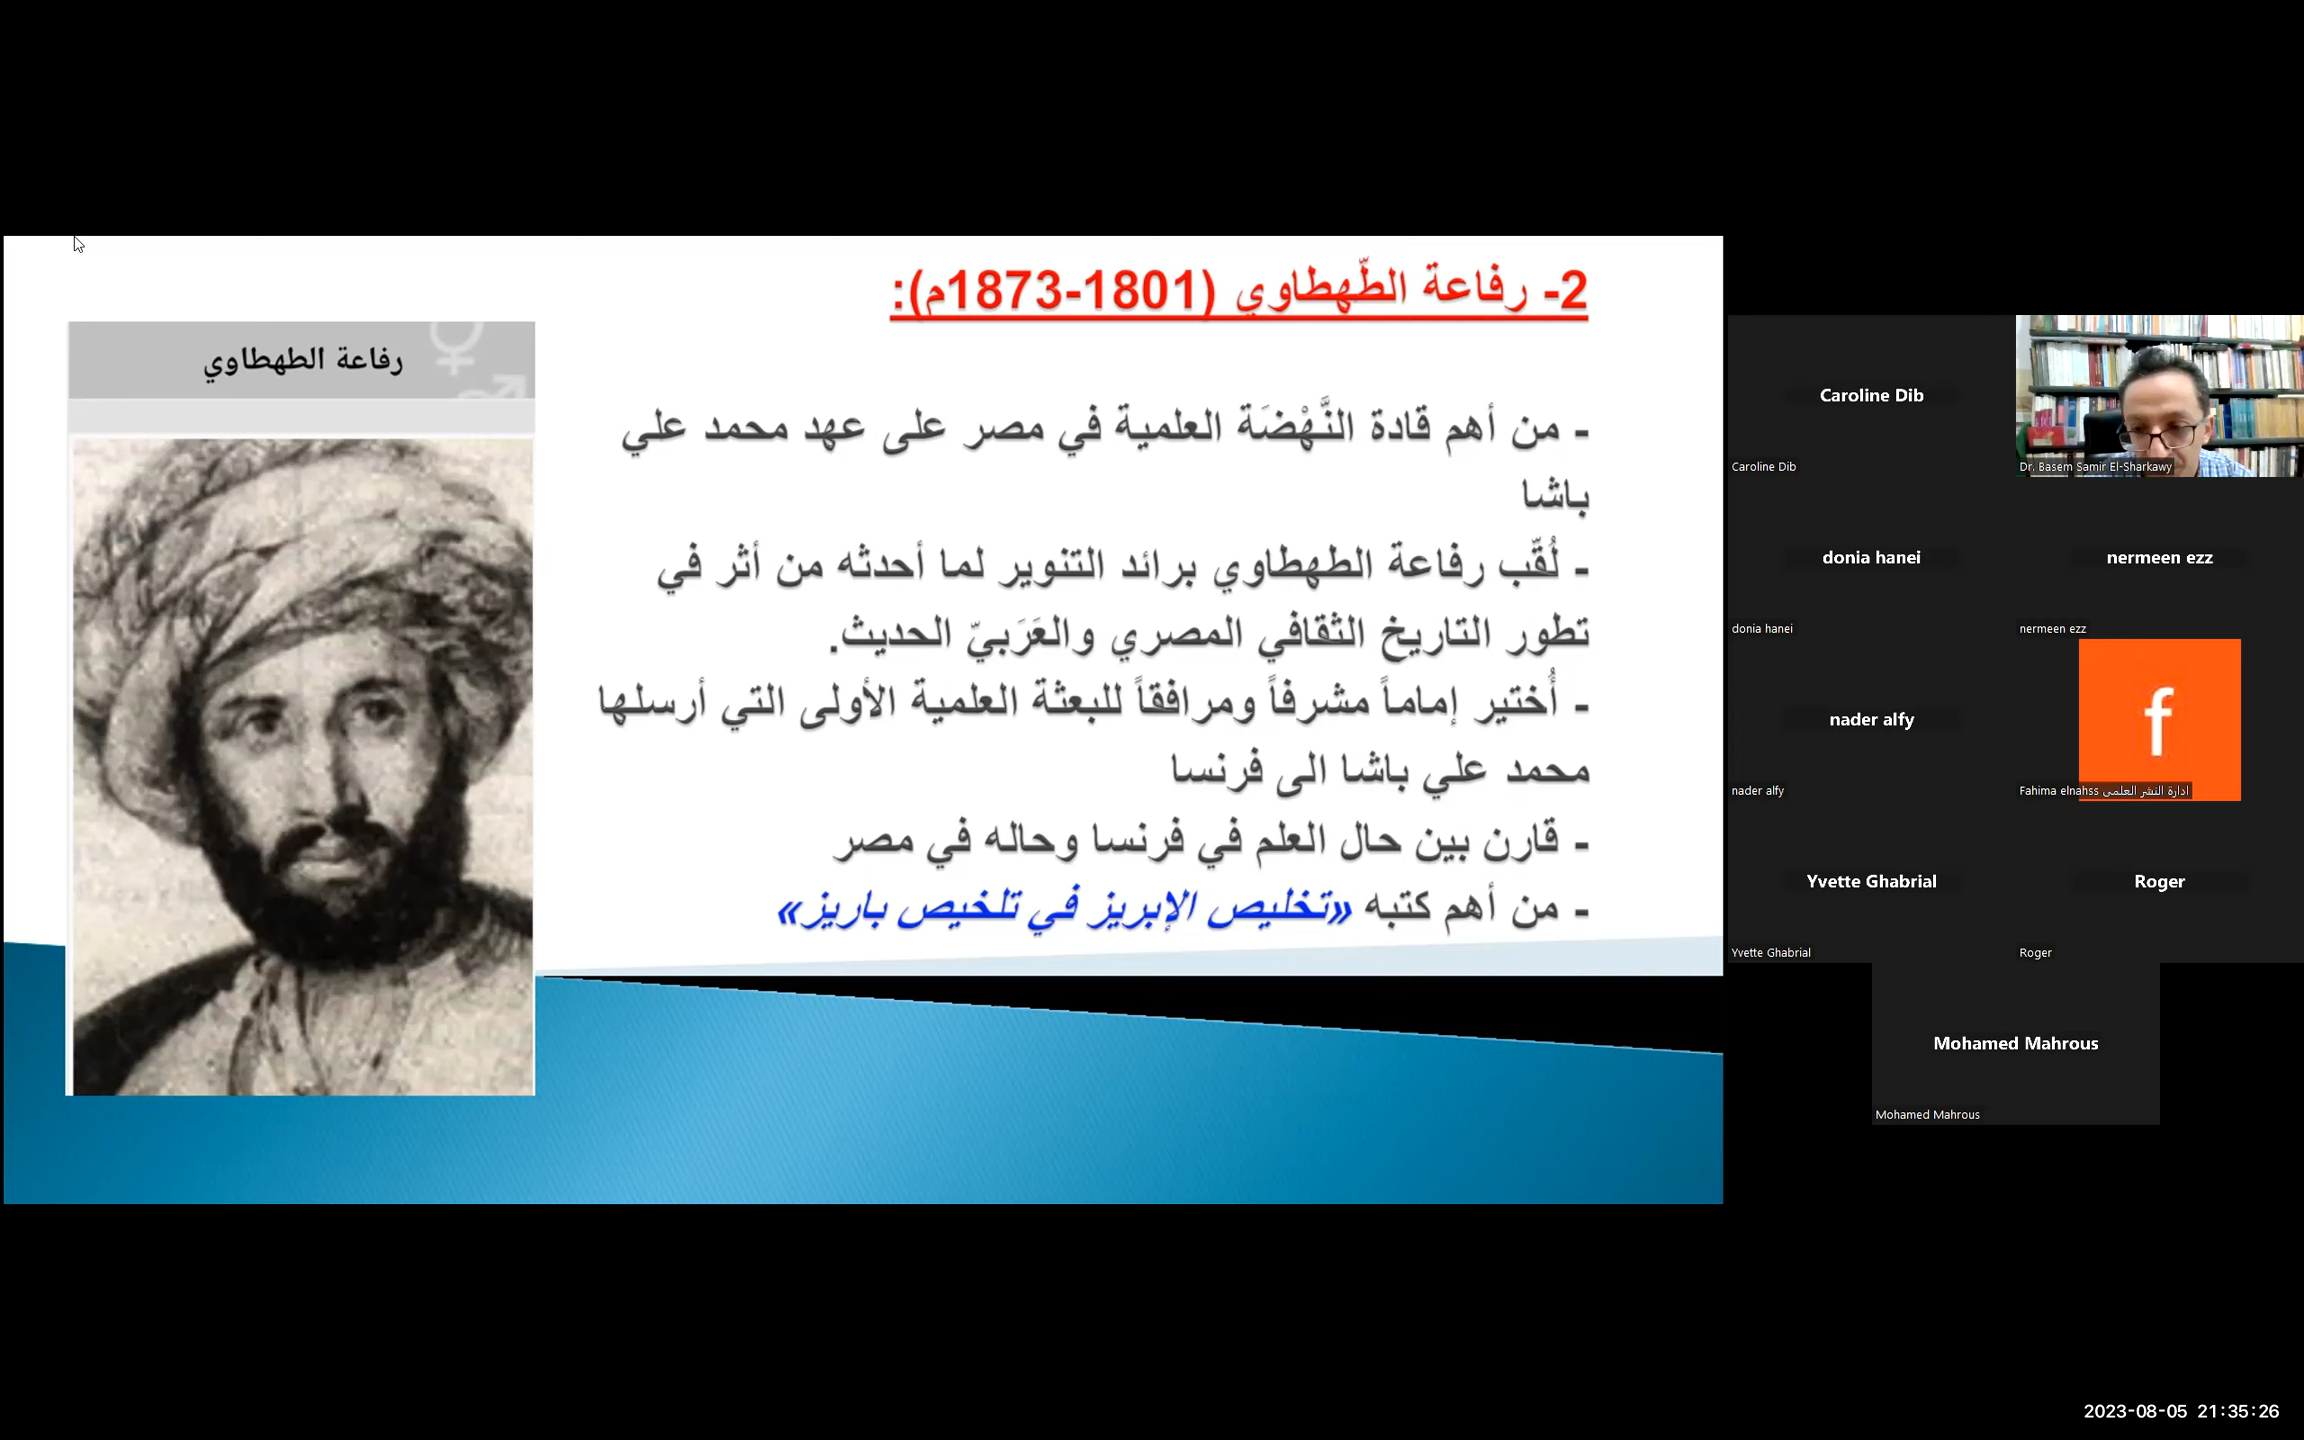 2- رفاعة الطّهطاوي (1801-1873م):
رفاعة الطهطاوي
- من أهم قادة النَّهْضَة العلمية في مصر على عهد محمد علي
باشا
- لُقّب رفاعة الطهطاوي برائد التنوير لما أحدثه من أثر في
تطور التاريخ الثقافي المصري والعَرَبيّ الحديث.
- أُختير إماماً مشرفاً ومرافقاً للبعثة العلمية الأولى التي أرسلها
محمد علي باشا الى فرنسا
- قارن بين حال العلم في فرنسا وحاله في مصر
- من أهم كتبه «تخليص الإبريز في تلخيص باريز»
Caroline Dib
Caroline Dib
Dr. Basem Samir El-Sharkawy
donia hanei
donia hanei
nermeen ezz
nermeen ezz
nader alfy
nader alfy
f
Fahima elnahss ادارة النشر العلمى
Yvette Ghabrial
Yvette Ghabrial
Roger
Roger
Mohamed Mahrous
Mohamed Mahrous
2023-08-05 21:35:26